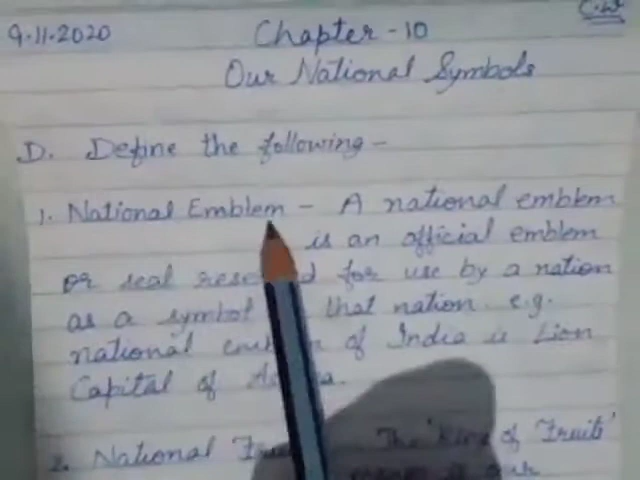 9.11.2020 Chapter - 10 C.W
Our National Symbols
D. Define the following -
1. National Emblem - A national emblem
is an official emblem
or seal for use by a nation
as a symbol that nation e.g.
national of India is Lion
Capital of
2. National The 'King of Fruits'